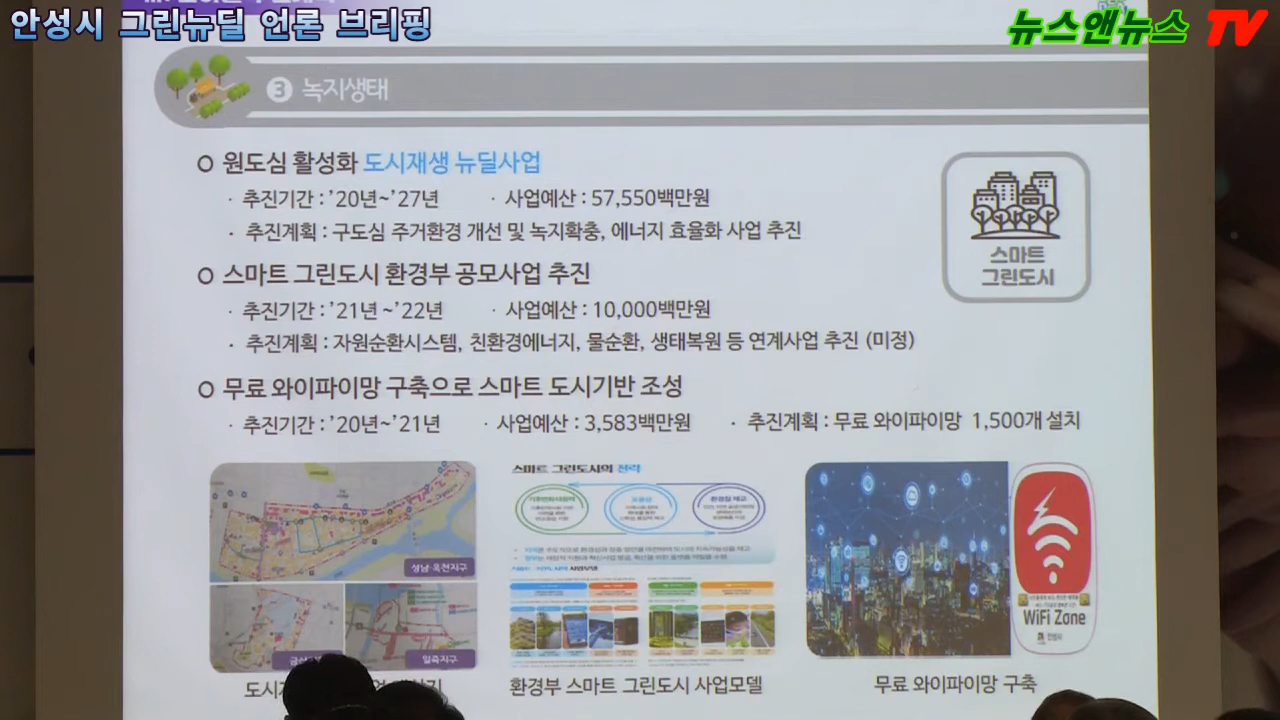 안성시 그린뉴딜 언론 브리핑
뉴스앤뉴스 TV
3 녹지생태
원도심 활성화 도시재생 뉴딜사업
· 추진기간 : ’20년~’27년 · 사업예산 : 57,550백만원
· 추진계획 : 구도심 주거환경 개선 및 녹지확충, 에너지 효율화 사업 추진
스마트
그린도시
스마트 그린도시 환경부 공모사업 추진
· 추진기간 : ’21년 ~’22년 · 사업예산 : 10,000백만원
· 추진계획 : 자원순환시스템, 친환경에너지, 물순환, 생태복원 등 연계사업 추진 (미정)
무료 와이파이망 구축으로 스마트 도시기반 조성
· 추진기간 : ’20년~’21년 · 사업예산 : 3,583백만원 · 추진계획 : 무료 와이파이망 1,500개 설치
스마트 그린도시의 전략
성남·옥천지구
일죽지구
WiFi Zone
안성시
환경부 스마트 그린도시 사업모델
무료 와이파이망 구축